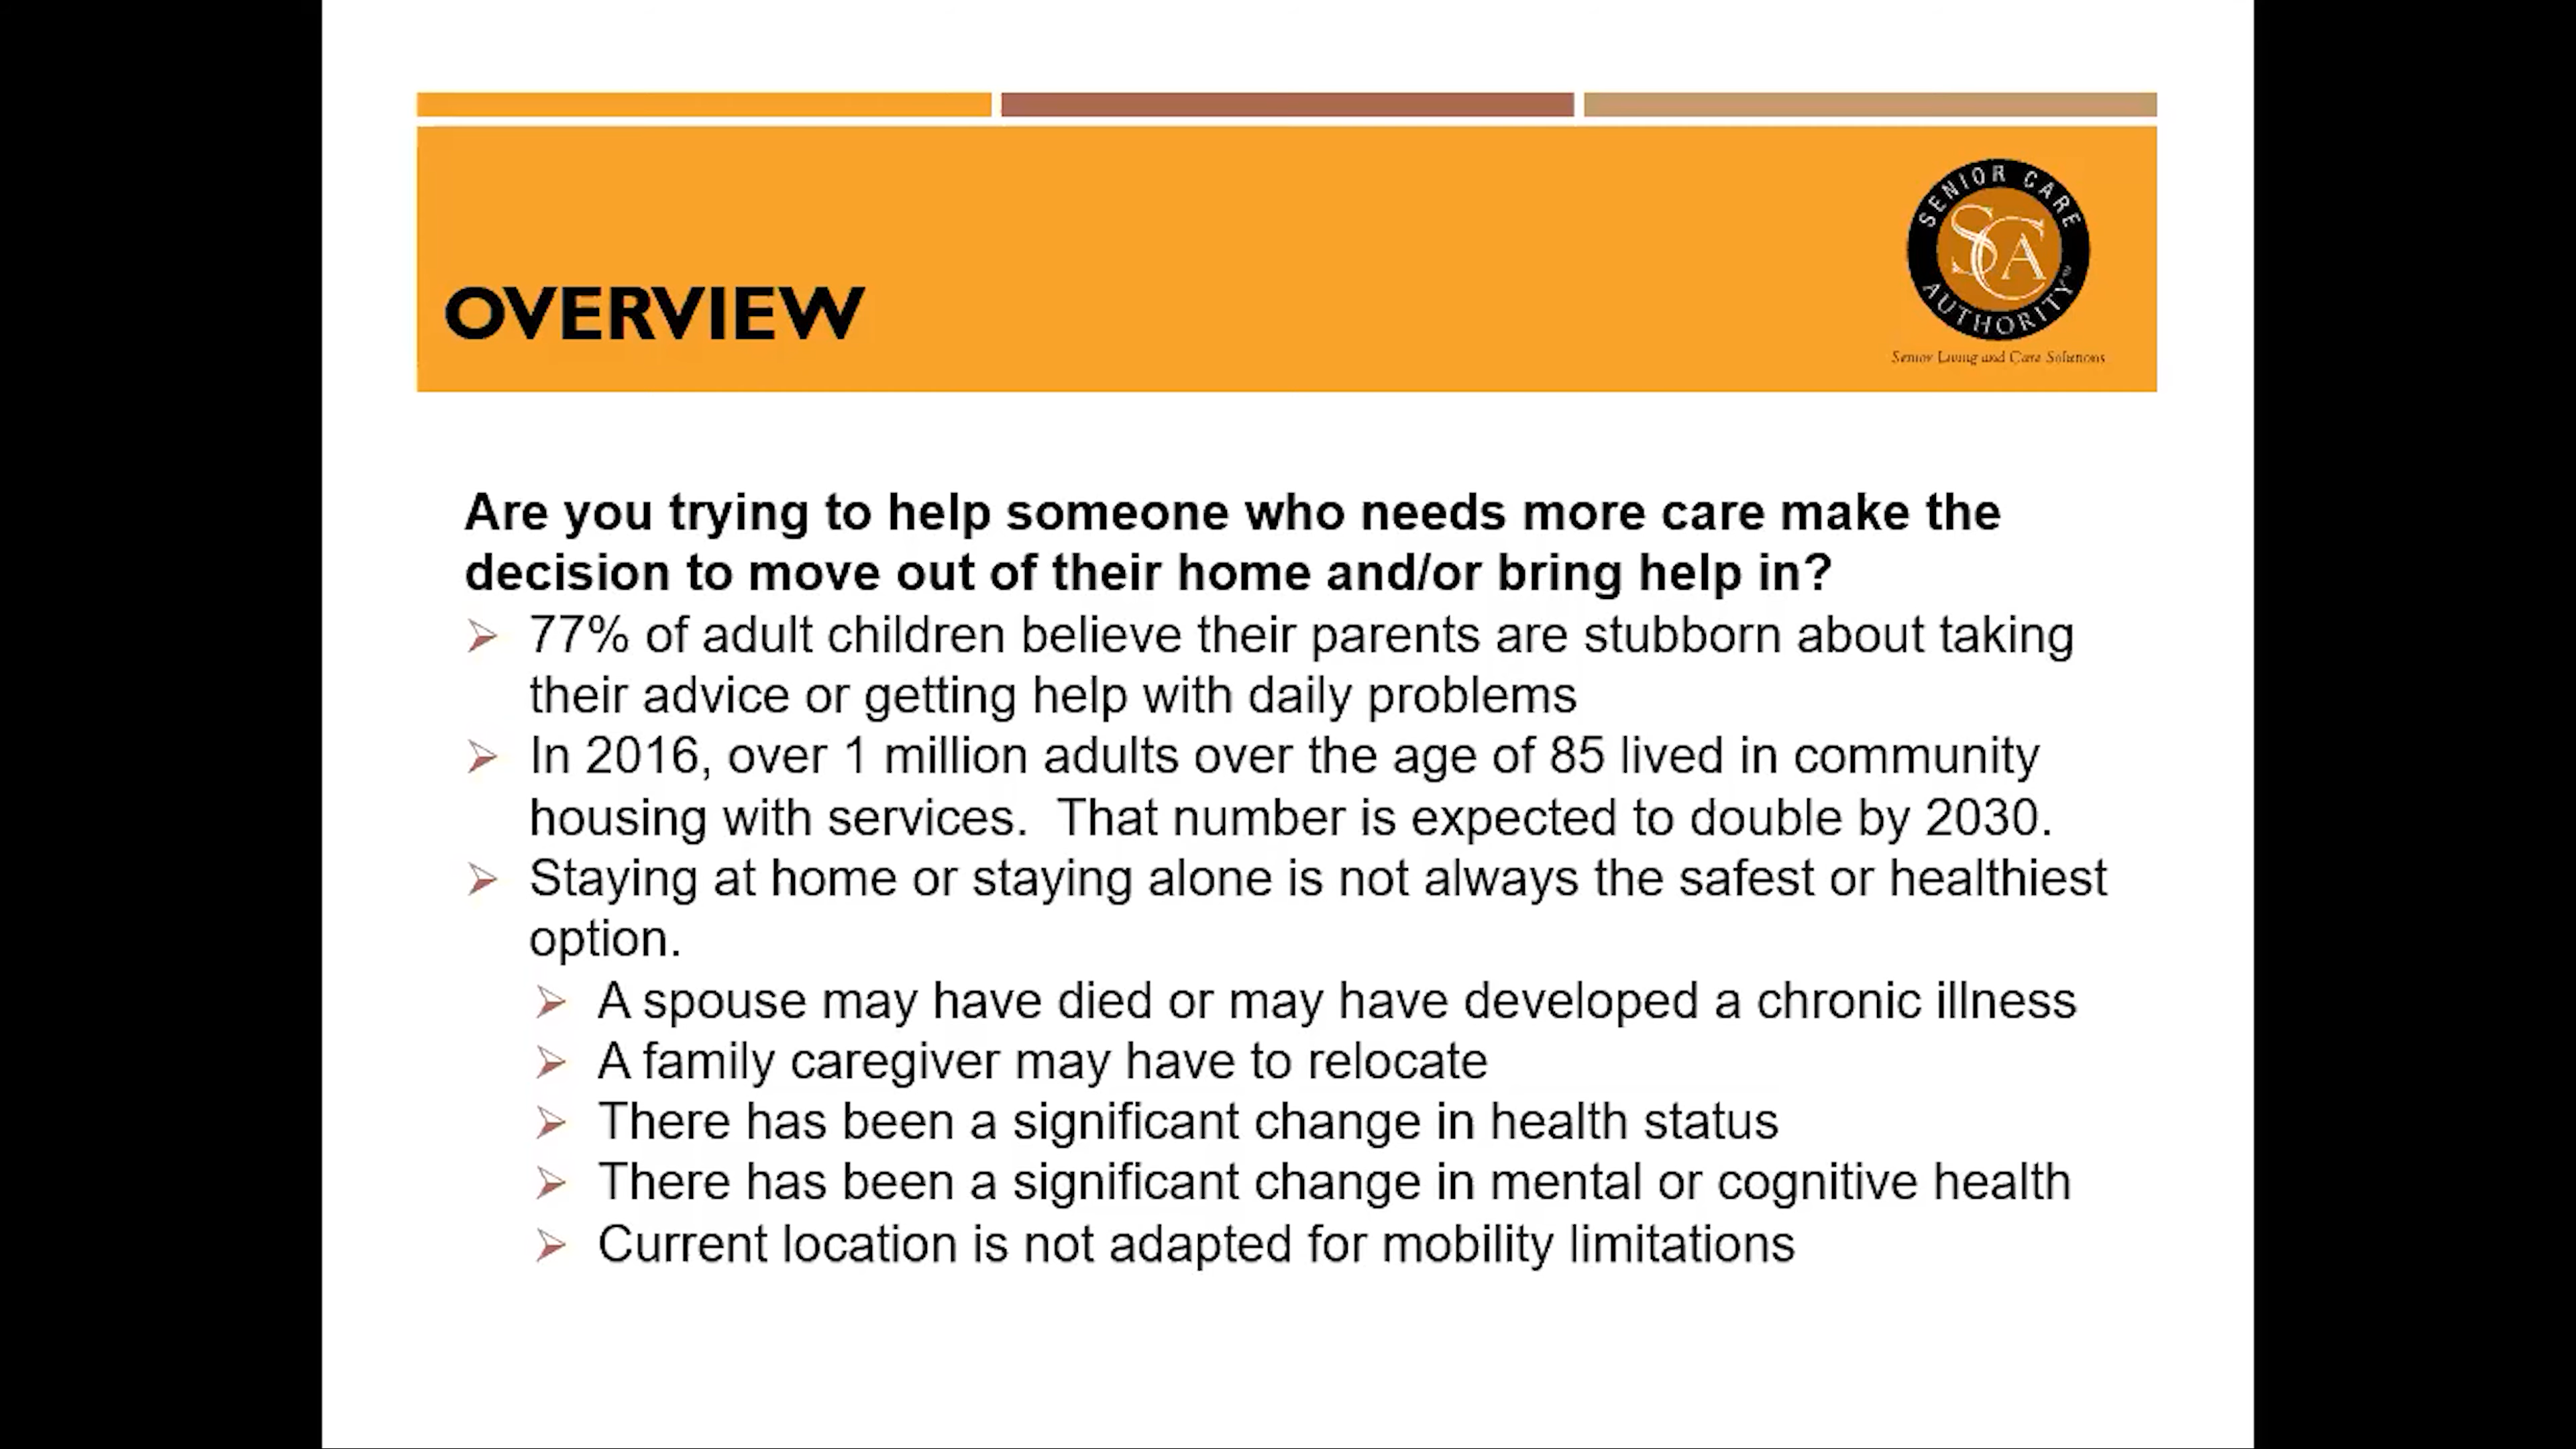 SENIOR CARE
SCA
AUTHORITY
Senior Living and Care Solutions
OVERVIEW
Are you trying to help someone who needs more care make the
decision to move out of their home and/or bring help in?
77% of adult children believe their parents are stubborn about taking
their advice or getting help with daily problems
In 2016, over 1 million adults over the age of 85 lived in community
housing with services.  That number is expected to double by 2030.
Staying at home or staying alone is not always the safest or healthiest
option.
A spouse may have died or may have developed a chronic illness
A family caregiver may have to relocate
There has been a significant change in health status
There has been a significant change in mental or cognitive health
Current location is not adapted for mobility limitations